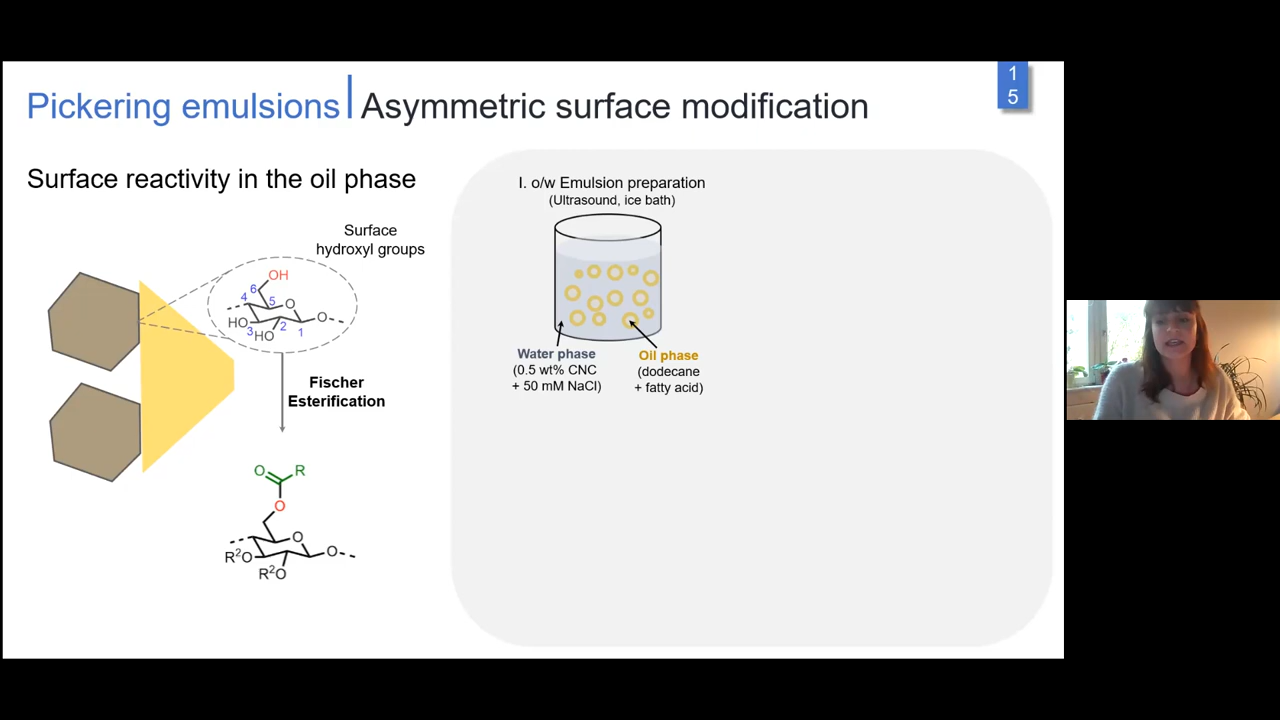 Pickering emulsions Asymmetric surface modification
1
5
Surface reactivity in the oil phase
Surface
hydroxyl groups
OH
6
4
5
O
HO
3
HO
2
1
O
Fischer
Esterification
O
R
O
O
O
R²O
R²O
I. o/w Emulsion preparation
(Ultrasound, ice bath)
Water phase
(0.5 wt% CNC
+ 50 mM NaCl)
Oil phase
(dodecane
+ fatty acid)